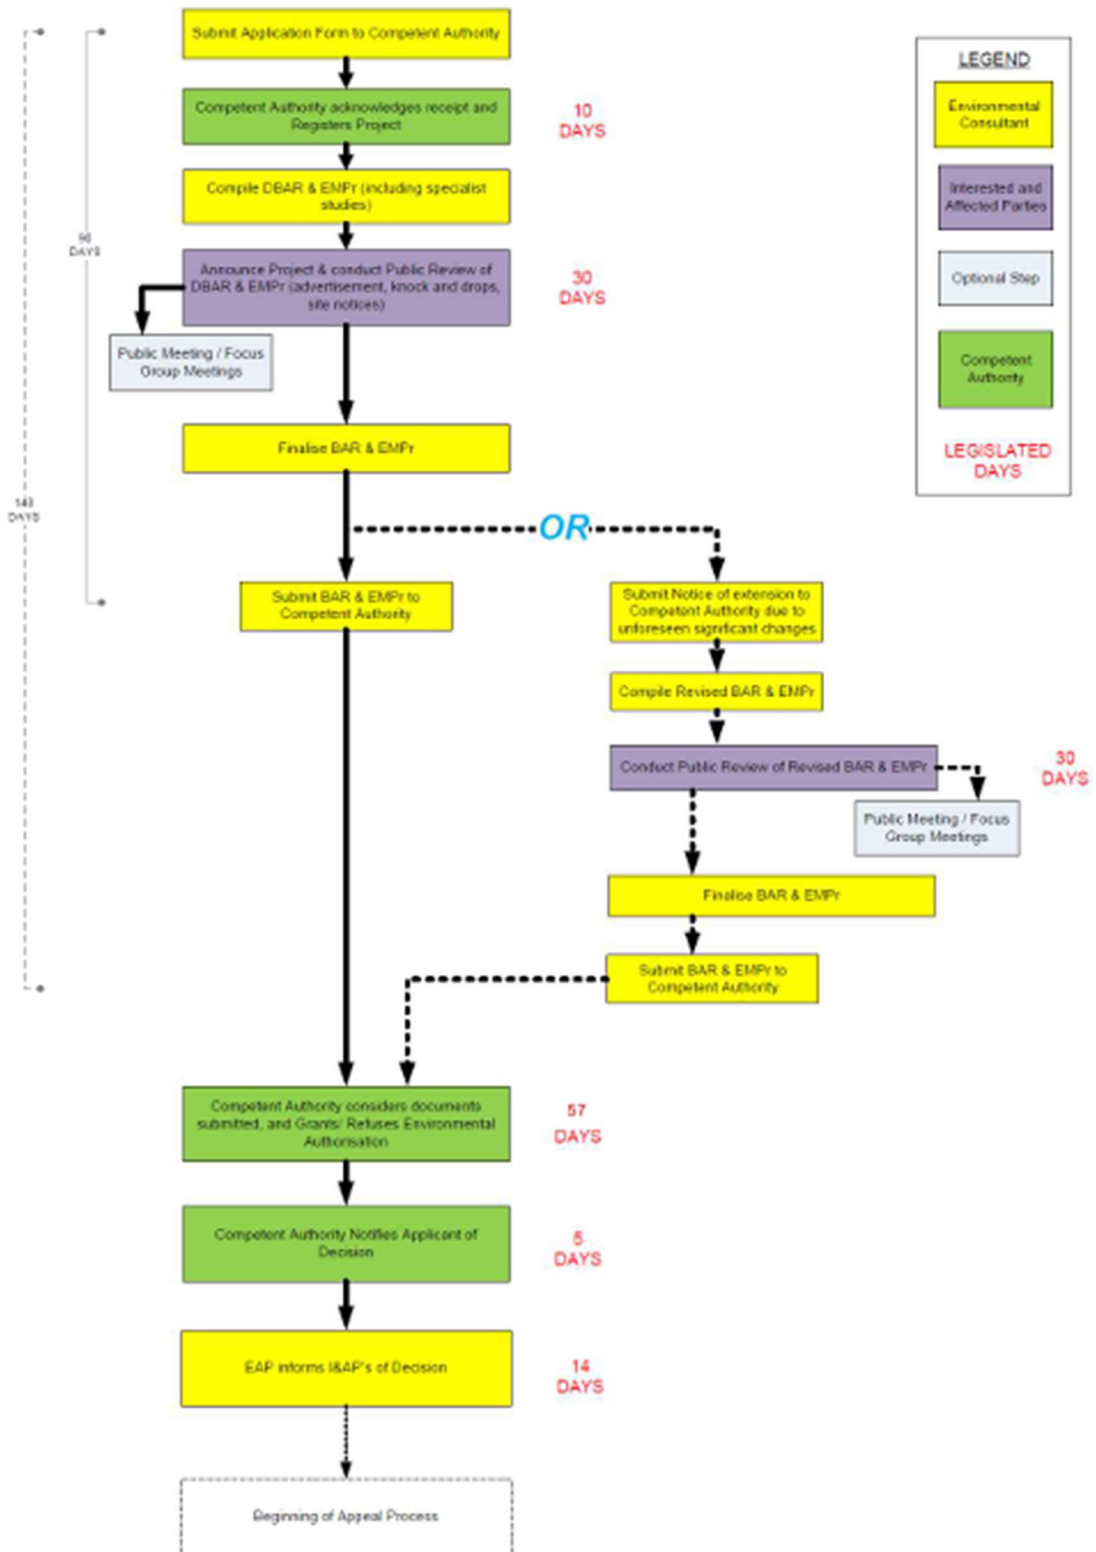 Submit Application Form to Competent Authority
Competent Authority acknowledges receipt and
Registers Project
10
DAYS
Compile DBAR & EMPr (including specialist
studies)
DAYS
Announce Project & conduct Public Review of
DBAR & EMPr (advertisement, knock and drops,
site notices)
30
DAYS
Public Meeting / Focus
Group Meetings
Finalise BAR & EMPr
DAYS
OR
Submit BAR & EMPr to
Competent Authority
Submit Notice of extension to
Competent Authority due to
unforeseen significant changes
Compile Revised BAR & EMPr
Conduct Public Review of Revised BAR & EMPr
30
DAYS
Public Meeting / Focus
Group Meetings
Finalise BAR & EMPr
Submit BAR & EMPr to
Competent Authority
Competent Authority considers documents
submitted, and Grants/ Refuses Environmental
Authorisation
57
DAYS
Competent Authority Notifies Applicant of
Decision
5
DAYS
EAP informs I&AP's of Decision
14
DAYS
Beginning of Appeal Process
LEGEND
Environmental
Consultant
Interested and
Affected Parties
Optional Step
Competent
Authority
LEGISLATED
DAYS